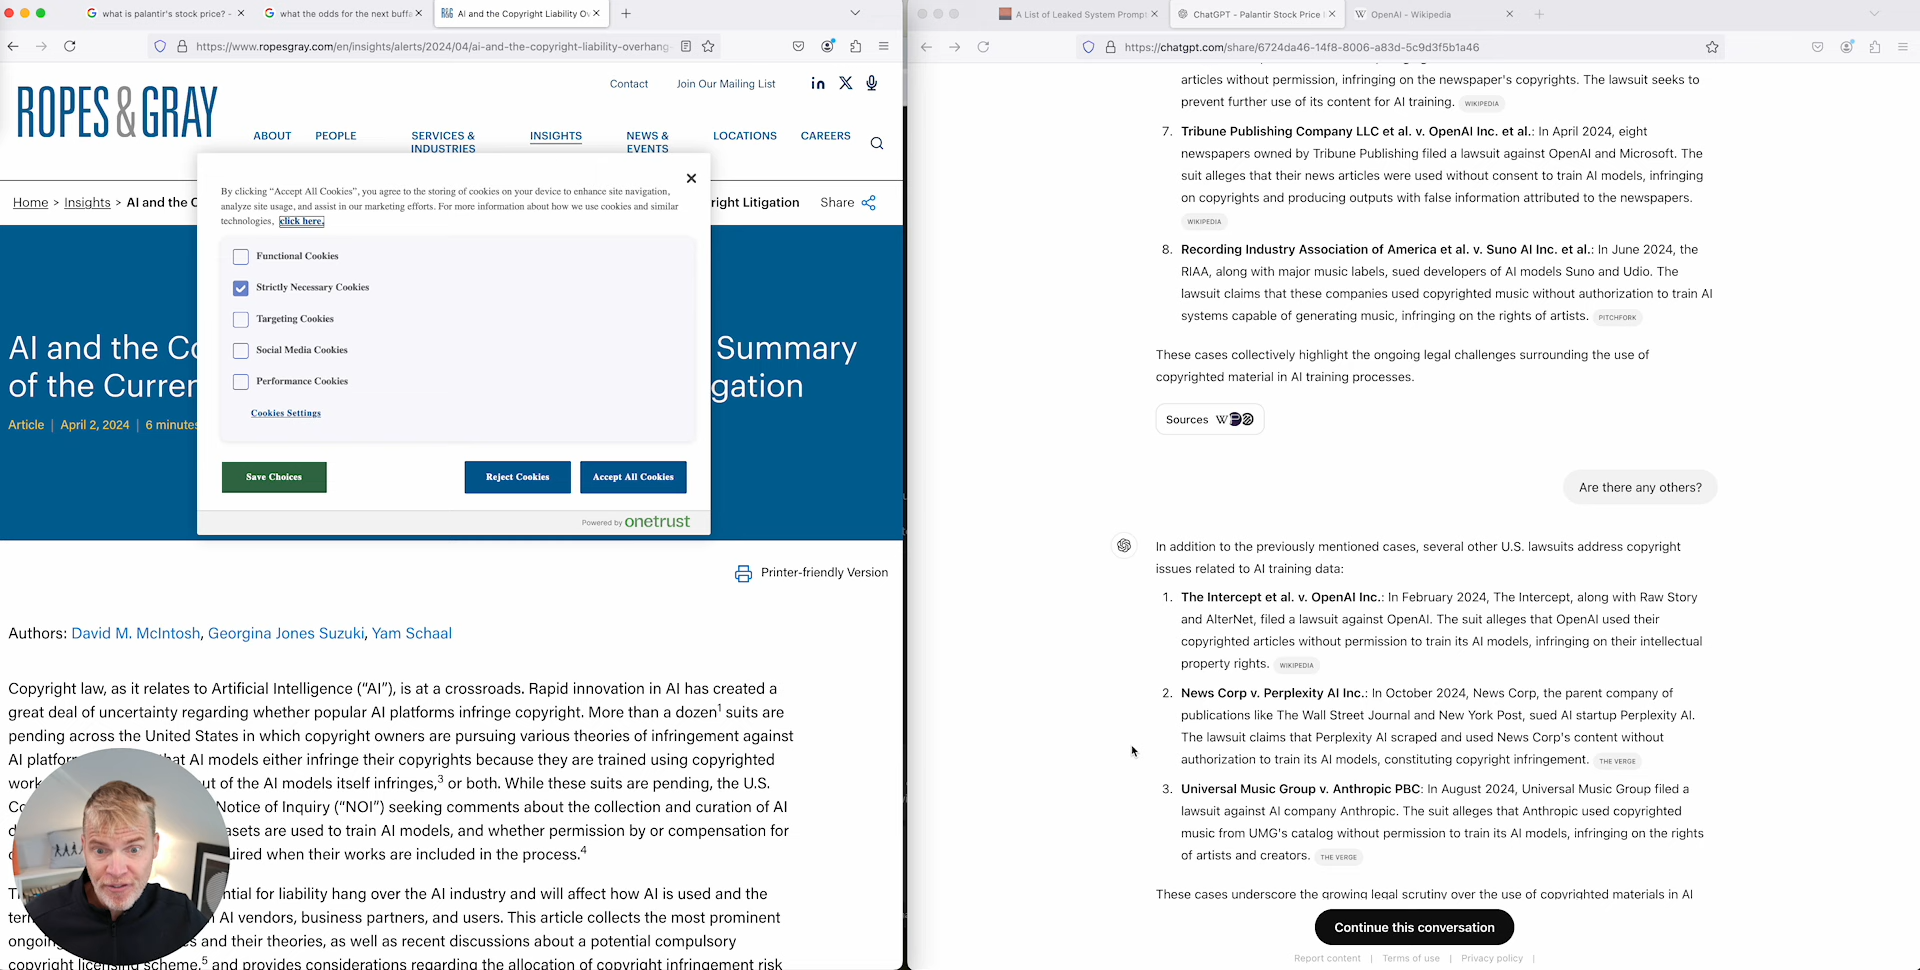 what is palantir's stock price? -
what the odds for the next buffa
AI and the Copyright Liability Ov
https://www.ropesgray.com/en/insights/alerts/2024/04/ai-and-the-copyright-liability-overhang-
ROPES & GRAY
Contact
Join Our Mailing List
ABOUT
PEOPLE
SERVICES &
INDUSTRIES
INSIGHTS
NEWS &
EVENTS
LOCATIONS
CAREERS
Home > Insights > AI and the C
right Litigation
Share
By clicking “Accept All Cookies”, you agree to the storing of cookies on your device to enhance site navigation,
analyze site usage, and assist in our marketing efforts. For more information about how we use cookies and similar
technologies, click here.
Functional Cookies
Strictly Necessary Cookies
Targeting Cookies
Social Media Cookies
Performance Cookies
Cookies Settings
Save Choices
Reject Cookies
Accept All Cookies
Powered by onetrust
AI and the Co
Summary
of the Curren
gation
Article | April 2, 2024 | 6 minutes
Printer-friendly Version
Authors: David M. McIntosh, Georgina Jones Suzuki, Yam Schaal
Copyright law, as it relates to Artificial Intelligence (“AI”), is at a crossroads. Rapid innovation in AI has created a
great deal of uncertainty regarding whether popular AI platforms infringe copyright. More than a dozen1 suits are
pending across the United States in which copyright owners are pursuing various theories of infringement against
AI platfor at AI models either infringe their copyrights because they are trained using copyrighted
work ut of the AI models itself infringes,3 or both. While these suits are pending, the U.S.
Co Notice of Inquiry (“NOI”) seeking comments about the collection and curation of AI
d asets are used to train AI models, and whether permission by or compensation for
c uired when their works are included in the process.4
T ntial for liability hang over the AI industry and will affect how AI is used and the
ter AI vendors, business partners, and users. This article collects the most prominent
ongoin s and their theories, as well as recent discussions about a potential compulsory
copyright licensing scheme,5 and provides considerations regarding the allocation of copyright infringement risk
A List of Leaked System Promp
ChatGPT - Palantir Stock Price
OpenAI - Wikipedia
https://chatgpt.com/share/6724da46-14f8-8006-a83d-5c9d3f5b1a46
articles without permission, infringing on the newspaper's copyrights. The lawsuit seeks to
prevent further use of its content for AI training. WIKIPEDIA
7. Tribune Publishing Company LLC et al. v. OpenAI Inc. et al.: In April 2024, eight
newspapers owned by Tribune Publishing filed a lawsuit against OpenAI and Microsoft. The
suit alleges that their news articles were used without consent to train AI models, infringing
on copyrights and producing outputs with false information attributed to the newspapers.
WIKIPEDIA
8. Recording Industry Association of America et al. v. Suno AI Inc. et al.: In June 2024, the
RIAA, along with major music labels, sued developers of AI models Suno and Udio. The
lawsuit claims that these companies used copyrighted music without authorization to train AI
systems capable of generating music, infringing on the rights of artists. PITCHFORK
These cases collectively highlight the ongoing legal challenges surrounding the use of
copyrighted material in AI training processes.
Sources
Are there any others?
In addition to the previously mentioned cases, several other U.S. lawsuits address copyright
issues related to AI training data:
1. The Intercept et al. v. OpenAI Inc.: In February 2024, The Intercept, along with Raw Story
and AlterNet, filed a lawsuit against OpenAI. The suit alleges that OpenAI used their
copyrighted articles without permission to train its AI models, infringing on their intellectual
property rights. WIKIPEDIA
2. News Corp v. Perplexity AI Inc.: In October 2024, News Corp, the parent company of
publications like The Wall Street Journal and New York Post, sued AI startup Perplexity AI.
The lawsuit claims that Perplexity AI scraped and used News Corp's content without
authorization to train its AI models, constituting copyright infringement. THE VERGE
3. Universal Music Group v. Anthropic PBC: In August 2024, Universal Music Group filed a
lawsuit against AI company Anthropic. The suit alleges that Anthropic used copyrighted
music from UMG's catalog without permission to train its AI models, infringing on the rights
of artists and creators. THE VERGE
These cases underscore the growing legal scrutiny over the use of copyrighted materials in AI
Continue this conversation
Report content | Terms of use | Privacy policy |